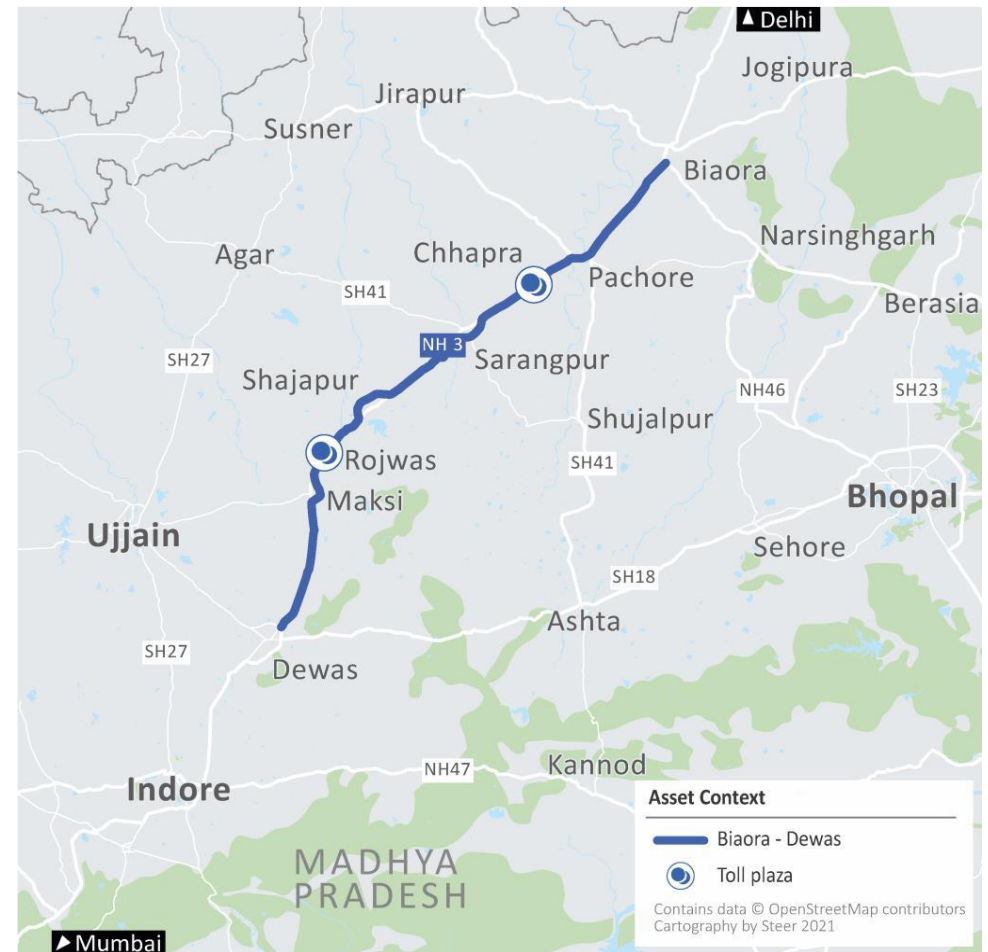 ▲ Delhi
Jogipura
Jirapur
Susner
Biaora
Narsinghgarh
Chhapra
Agar
Pachore
SH41
Berasia
NH 3
Sarangpur
SH27
Shajapur
NH46
SH23
Shujalpur
Rojwas
SH41
Maksi
Bhopal
Ujjain
Sehore
SH18
Ashta
SH27
Dewas
Kannod
NH47
Indore
MADHYA
PRADESH
Asset Context
Biaora - Dewas
Toll plaza
Contains data © OpenStreetMap contributors
Cartography by Steer 2021
Mumbai